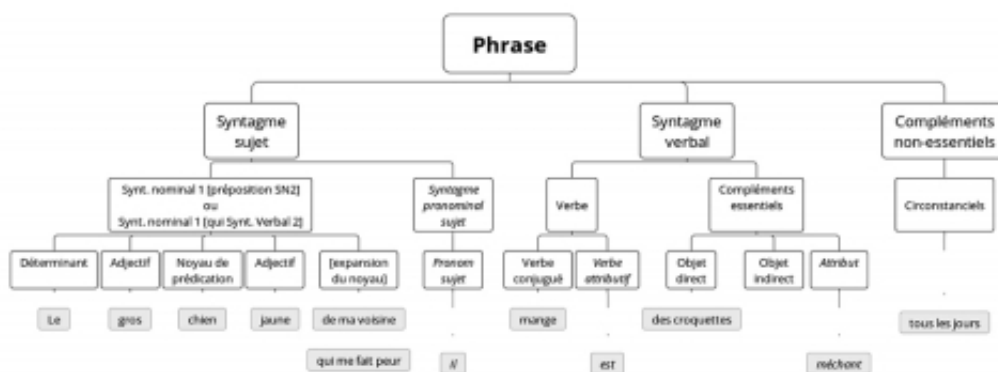 Phrase
Syntagme
sujet
Syntagme
verbal
Compléments
non-essentiels
Synt. nominal 1 [préposition SN2]
ou
Synt. nominal 1 [qui Synt. Verbal 2]
Syntagme
pronominal
sujet
Verbe
Compléments
essentiels
Circonstanciels
Déterminant
Adjectif
Noyau de
prédication
Adjectif
[expansion
du noyau]
Pronom
sujet
Verbe
conjugué
Verbe
attributif
Objet
direct
Objet
indirect
Attribut
Le
gros
chien
jaune
de ma voisine
mange
des croquettes
tous les jours
qui me fait peur
il
est
méchant